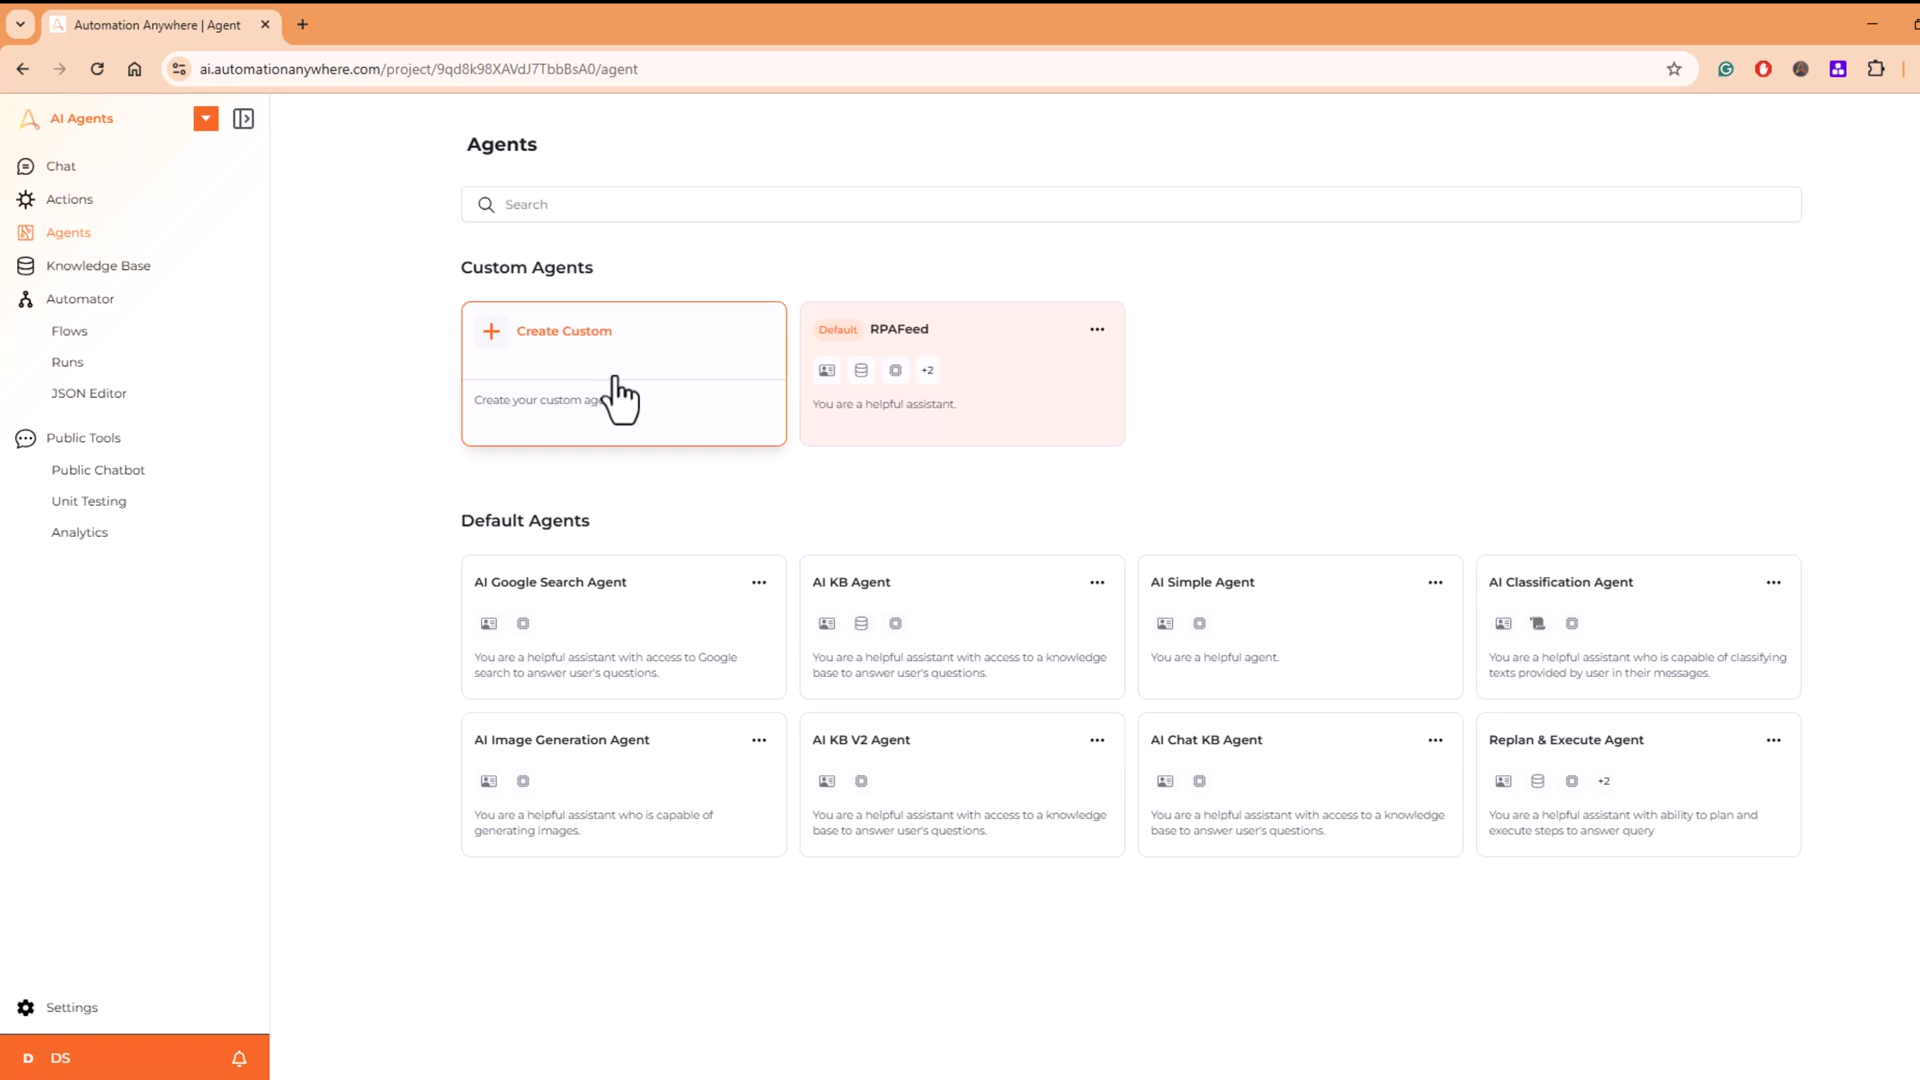 Automation Anywhere | Agent
ai.automationanywhere.com/project/9qd8k98XAVdJ7TbbBsA0/agent
AI Agents
Chat
Actions
Agents
Knowledge Base
Automator
Flows
Runs
JSON Editor
Public Tools
Public Chatbot
Unit Testing
Analytics
Settings
D DS
Agents
Search
Custom Agents
Create Custom
Create your custom
Default RPAFeed
+2
You are a helpful assistant.
Default Agents
AI Google Search Agent
You are a helpful assistant with access to Google
search to answer user's questions.
AI KB Agent
You are a helpful assistant with access to a knowledge
base to answer user's questions.
AI Simple Agent
You are a helpful agent.
AI Classification Agent
You are a helpful assistant who is capable of classifying
texts provided by user in their messages.
AI Image Generation Agent
You are a helpful assistant who is capable of
generating images.
AI KB V2 Agent
You are a helpful assistant with access to a knowledge
base to answer user's questions.
AI Chat KB Agent
You are a helpful assistant with access to a knowledge
base to answer user's questions.
Replan & Execute Agent
+2
You are a helpful assistant with ability to plan and
execute steps to answer query